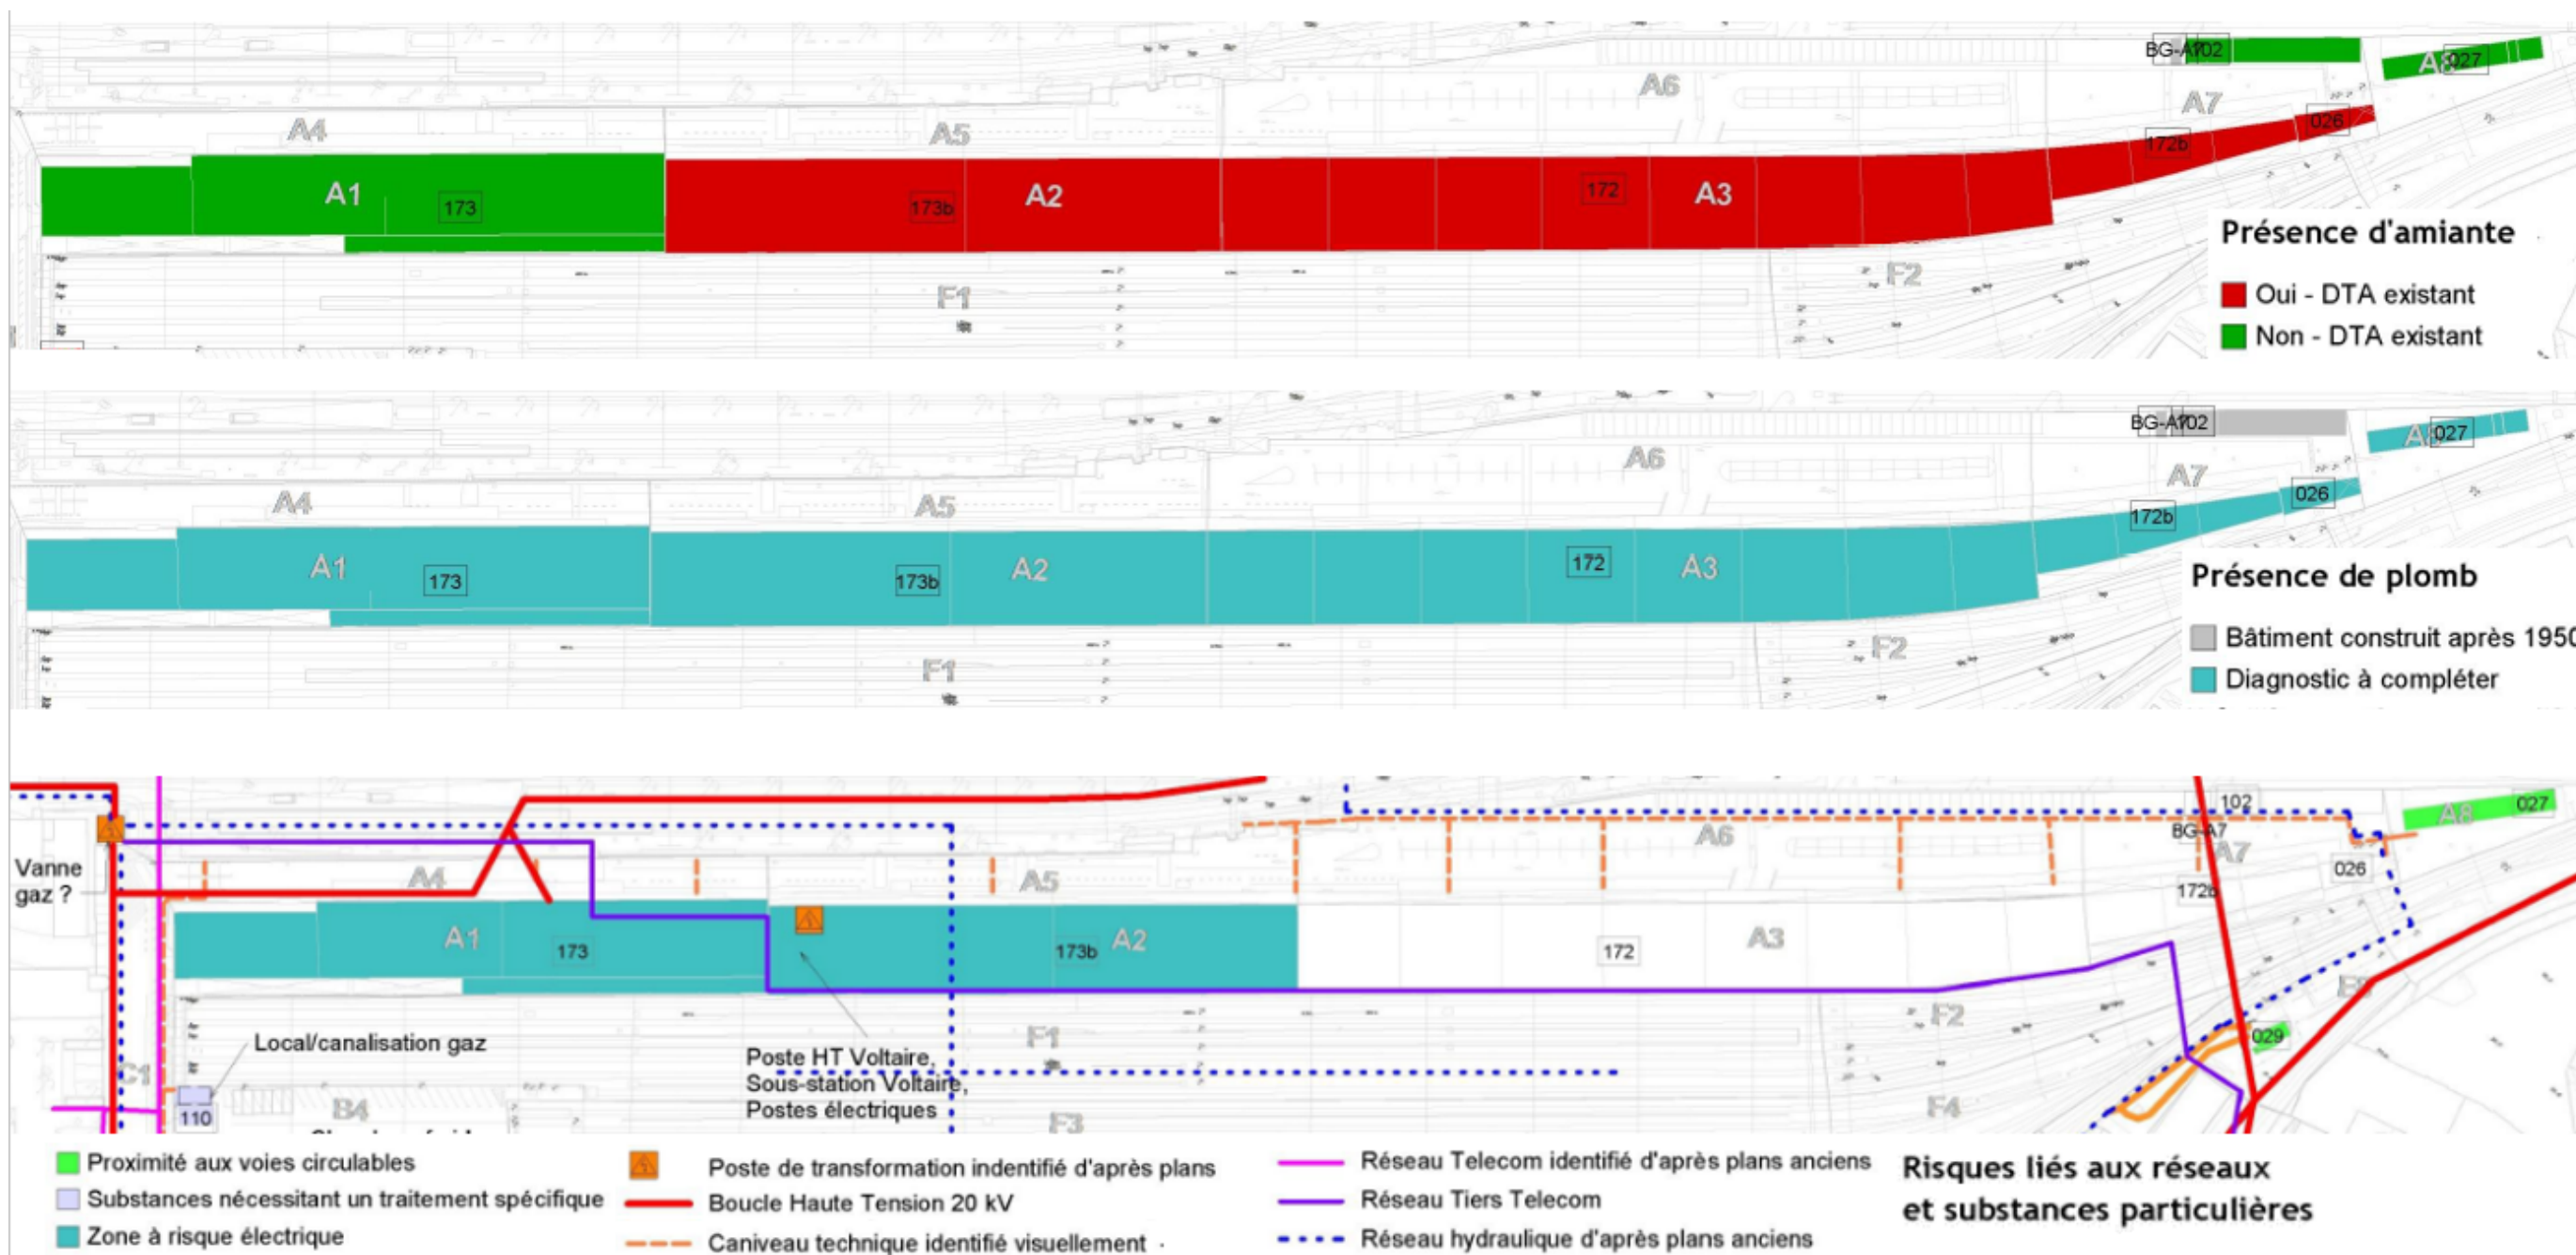 BG-A7 102
A8 027
A6
A7
026
A4
A5
172b
A1
173
173b
A2
172
A3
Présence d'amiante
F1
F2
Oui - DTA existant
Non - DTA existant
BG-A7 102
A8 027
A6
A7
026
A4
A5
172b
A1
173
173b
A2
172
A3
Présence de plomb
F1
F2
Bâtiment construit après 1950
Diagnostic à compléter
102
A8
027
BG-A7
A6
A7
Vanne
gaz ?
A4
A5
026
172b
A1
173
173b
A2
172
A3
F2
029
Local/canalisation gaz
F1
Poste HT Voltaire,
Sous-station Voltaire,
Postes électriques
C1
110
B4
F3
F4
Proximité aux voies circulables
Substances nécessitant un traitement spécifique
Zone à risque électrique
Poste de transformation indentifié d'après plans
Boucle Haute Tension 20 kV
Caniveau technique identifié visuellement
Réseau Telecom identifié d'après plans anciens
Réseau Tiers Telecom
Réseau hydraulique d'après plans anciens
Risques liés aux réseaux
et substances particulières